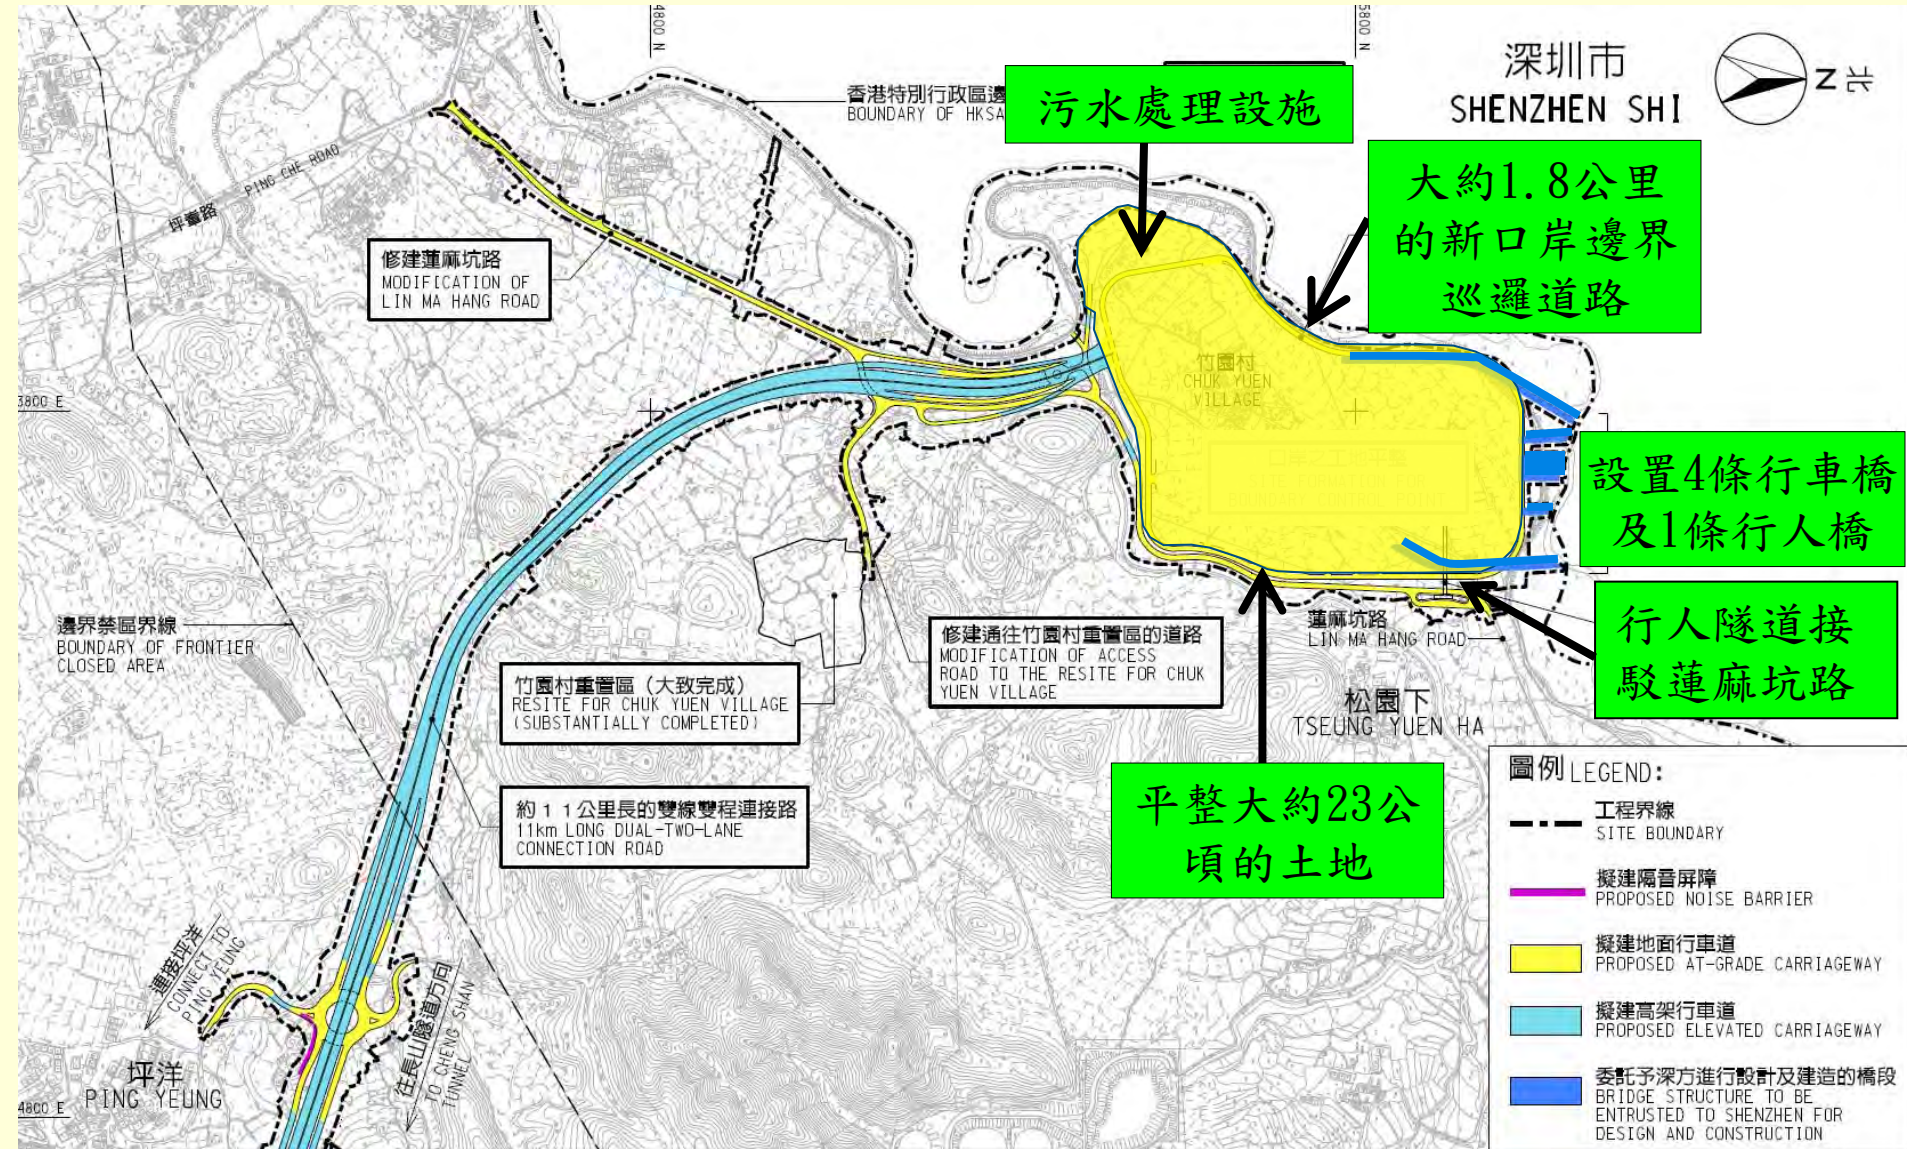 4800 N
5800 N
深圳市
SHENZHEN SHI
N 北
香港特別行政區邊
BOUNDARY OF HKSA
污水處理設施
大約1.8公里
的新口岸邊界
巡邏道路
PING CHE ROAD
坪輋路
修建蓮麻坑路
MODIFICATION OF
LIN MA HANG ROAD
竹園村
CHUK YUEN
VILLAGE
3800 E
設置4條行車橋
及1條行人橋
行人隧道接
駁蓮麻坑路
蓮麻坑路
LIN MA HANG ROAD
松園下
TSEUNG YUEN HA
邊界禁區界線
BOUNDARY OF FRONTIER
CLOSED AREA
修建通往竹園村重置區的道路
MODIFICATION OF ACCESS
ROAD TO THE RESITE FOR CHUK
YUEN VILLAGE
竹園村重置區（大致完成）
RESITE FOR CHUK YUEN VILLAGE
(SUBSTANTIALLY COMPLETED)
約11公里長的雙線雙程連接路
11km LONG DUAL-TWO-LANE
CONNECTION ROAD
平整大約23公
頃的土地
連接坪洋
CONNECT TO
PING YEUNG
往長山隧道方向
TO CHENG SHAN
TUNNEL
坪洋
PING YEUNG
4800 E
圖例 LEGEND:
工程界線
SITE BOUNDARY
擬建隔音屏障
PROPOSED NOISE BARRIER
擬建地面行車道
PROPOSED AT-GRADE CARRIAGEWAY
擬建高架行車道
PROPOSED ELEVATED CARRIAGEWAY
委託予深方進行設計及建造的橋段
BRIDGE STRUCTURE TO BE
ENTRUSTED TO SHENZHEN FOR
DESIGN AND CONSTRUCTION